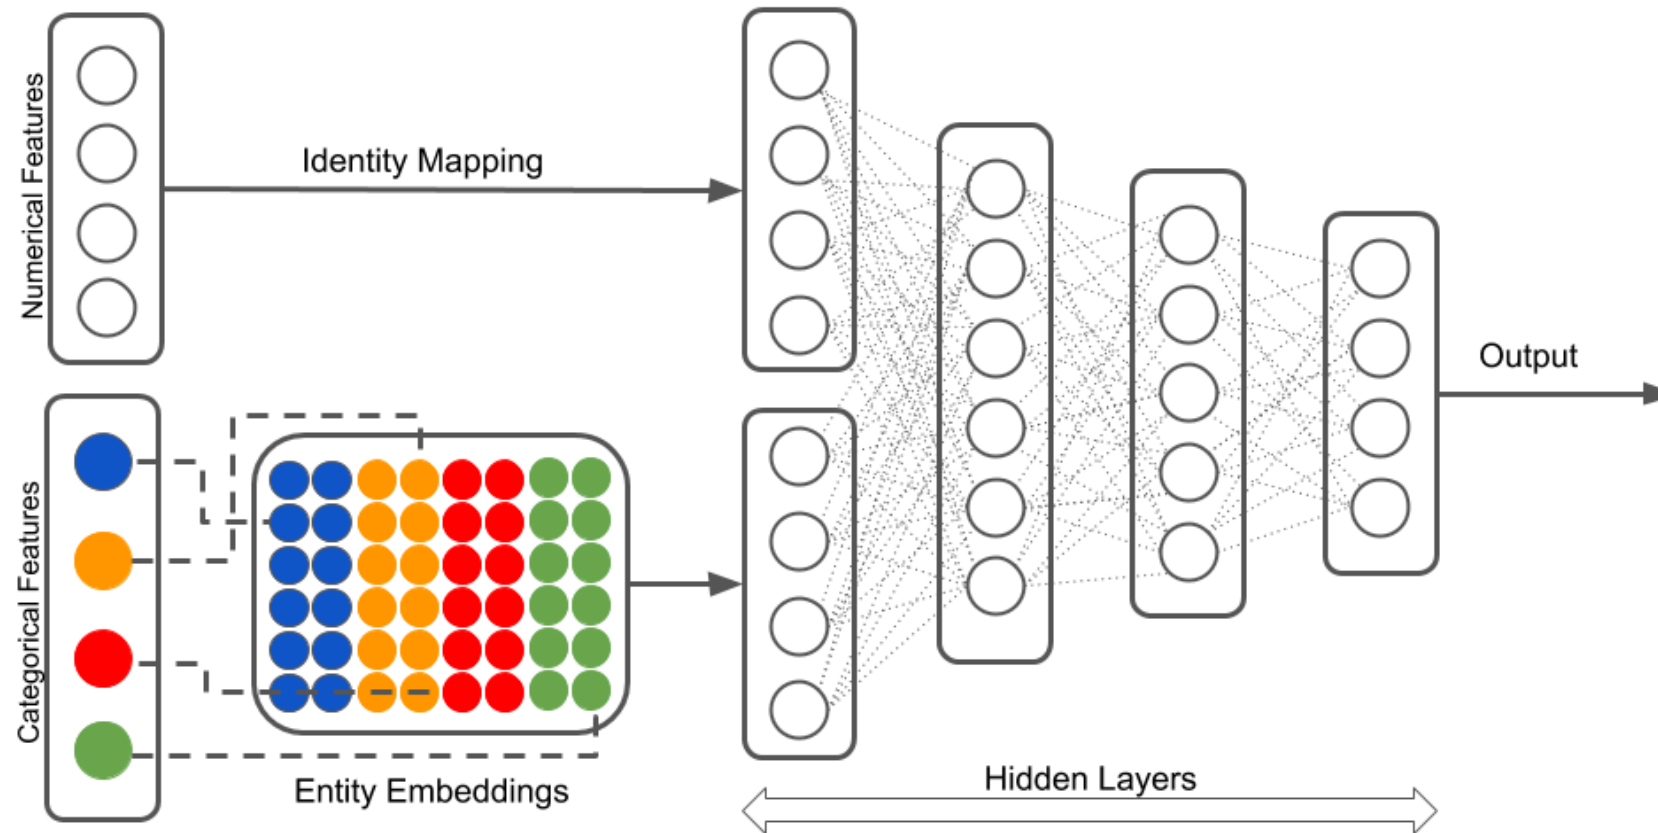 Numerical Features
Identity Mapping
Output
Categorical Features
Entity Embeddings
Hidden Layers